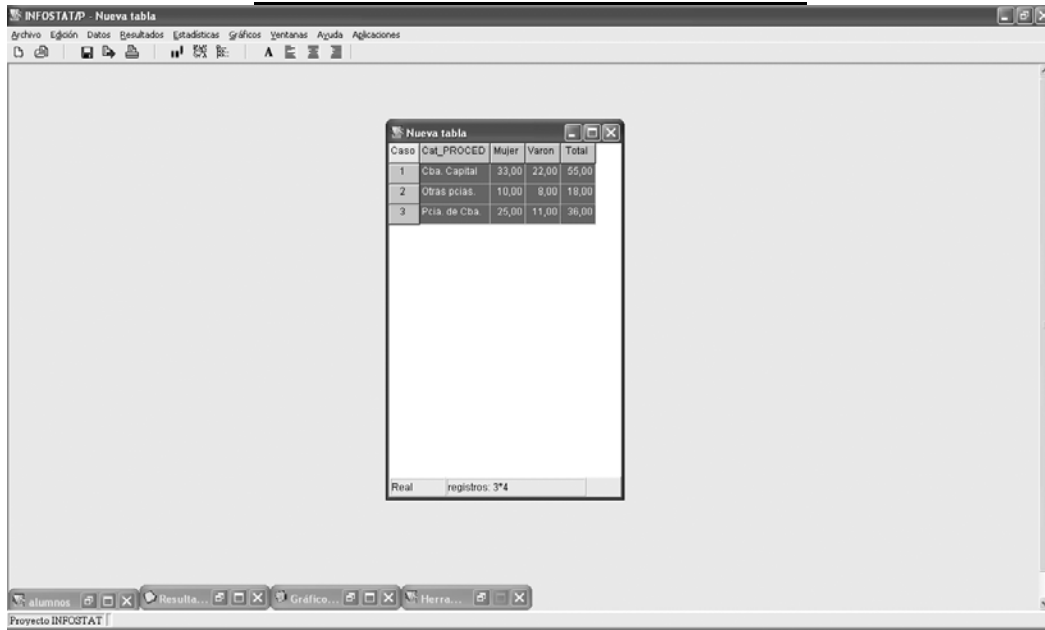 INFOSTAT/P - Nueva tabla
Archivo Edición Datos Resultados Estadísticas Gráficos Ventanas Ayuda Aplicaciones
A
Nueva tabla
Caso Cat_PROCED Mujer Varon Total
1 Cba. Capital 33,00 22,00 55,00
2 Otras pcias. 10,00 8,00 18,00
3 Pcia. de Cba. 25,00 11,00 36,00
Real registros: 3*4
alumnos Resulta... Gráfico... Herra...
Proyecto INFOSTAT